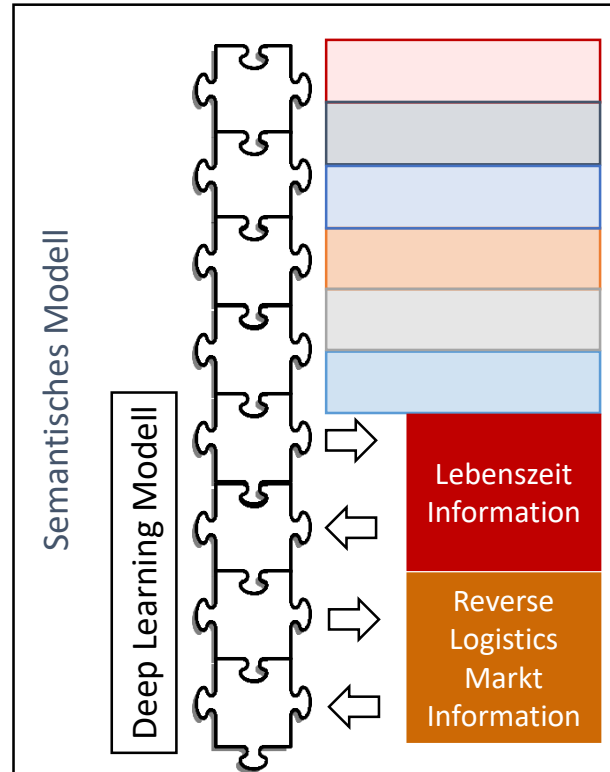 Semantisches Modell
Deep Learning Modell
Lebenszeit
Information
Reverse
Logistics
Markt
Information